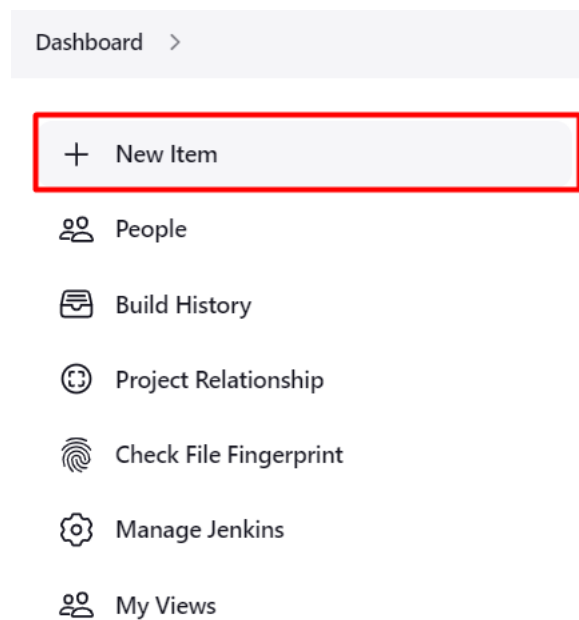 Dashboard
New Item
People
Build History
Project Relationship
Check File Fingerprint
Manage Jenkins
My Views